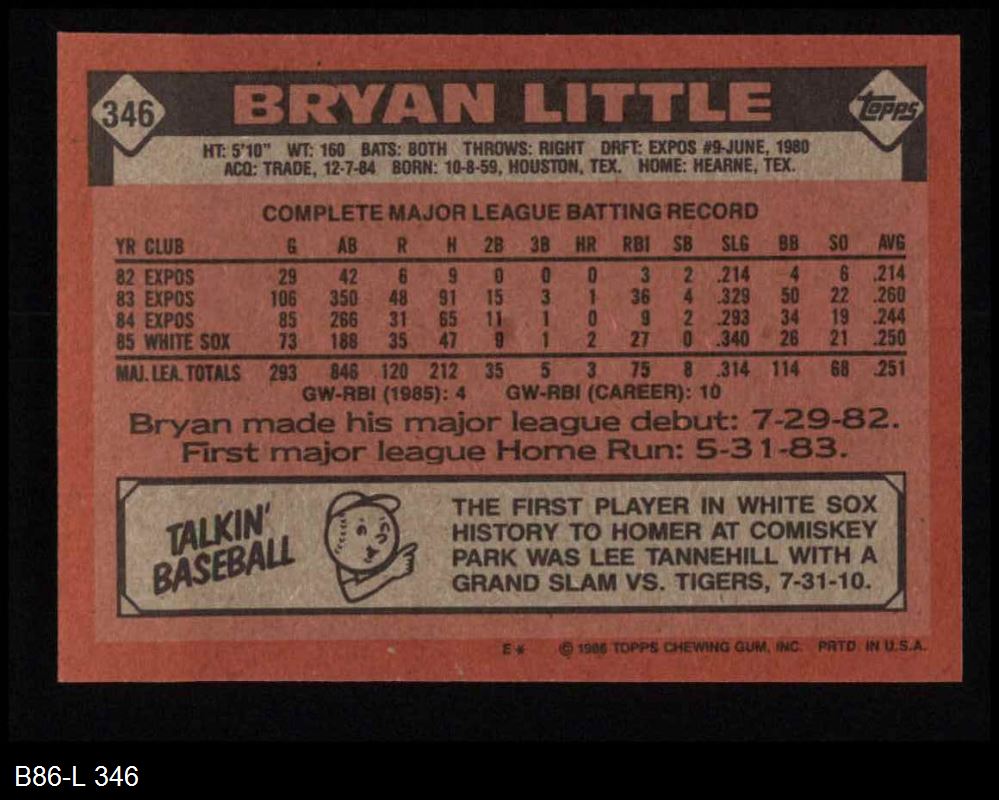 346
BRYAN LITTLE
Topps
HT: 5'10" WT: 160 BATS: BOTH THROWS: RIGHT DRFT: EXPOS #9-JUNE, 1980
ACQ: TRADE, 12-7-84 BORN: 10-8-59, HOUSTON, TEX. HOME: HEARNE, TEX.
COMPLETE MAJOR LEAGUE BATTING RECORD
YR CLUB G AB R H 2B 3B HR RBI SB SLG BB SO AVG
82 EXPOS 29 42 6 9 0 0 0 3 2 .214 4 6 .214
83 EXPOS 106 350 48 91 15 3 1 36 4 .329 50 22 .260
84 EXPOS 85 266 31 65 11 1 0 9 2 .293 34 19 .244
85 WHITE SOX 73 188 35 47 9 1 2 27 0 .340 26 21 .250
MAJ. LEA. TOTALS 293 846 120 212 35 5 3 75 8 .314 114 68 .251
GW-RBI (1985): 4 GW-RBI (CAREER): 10
Bryan made his major league debut: 7-29-82.
First major league Home Run: 5-31-83.
TALKIN'
BASEBALL
THE FIRST PLAYER IN WHITE SOX
HISTORY TO HOMER AT COMISKEY
PARK WAS LEE TANNEHILL WITH A
GRAND SLAM VS. TIGERS, 7-31-10.
E* © 1986 TOPPS CHEWING GUM, INC. PRTD. IN U.S.A.
B86-L 346